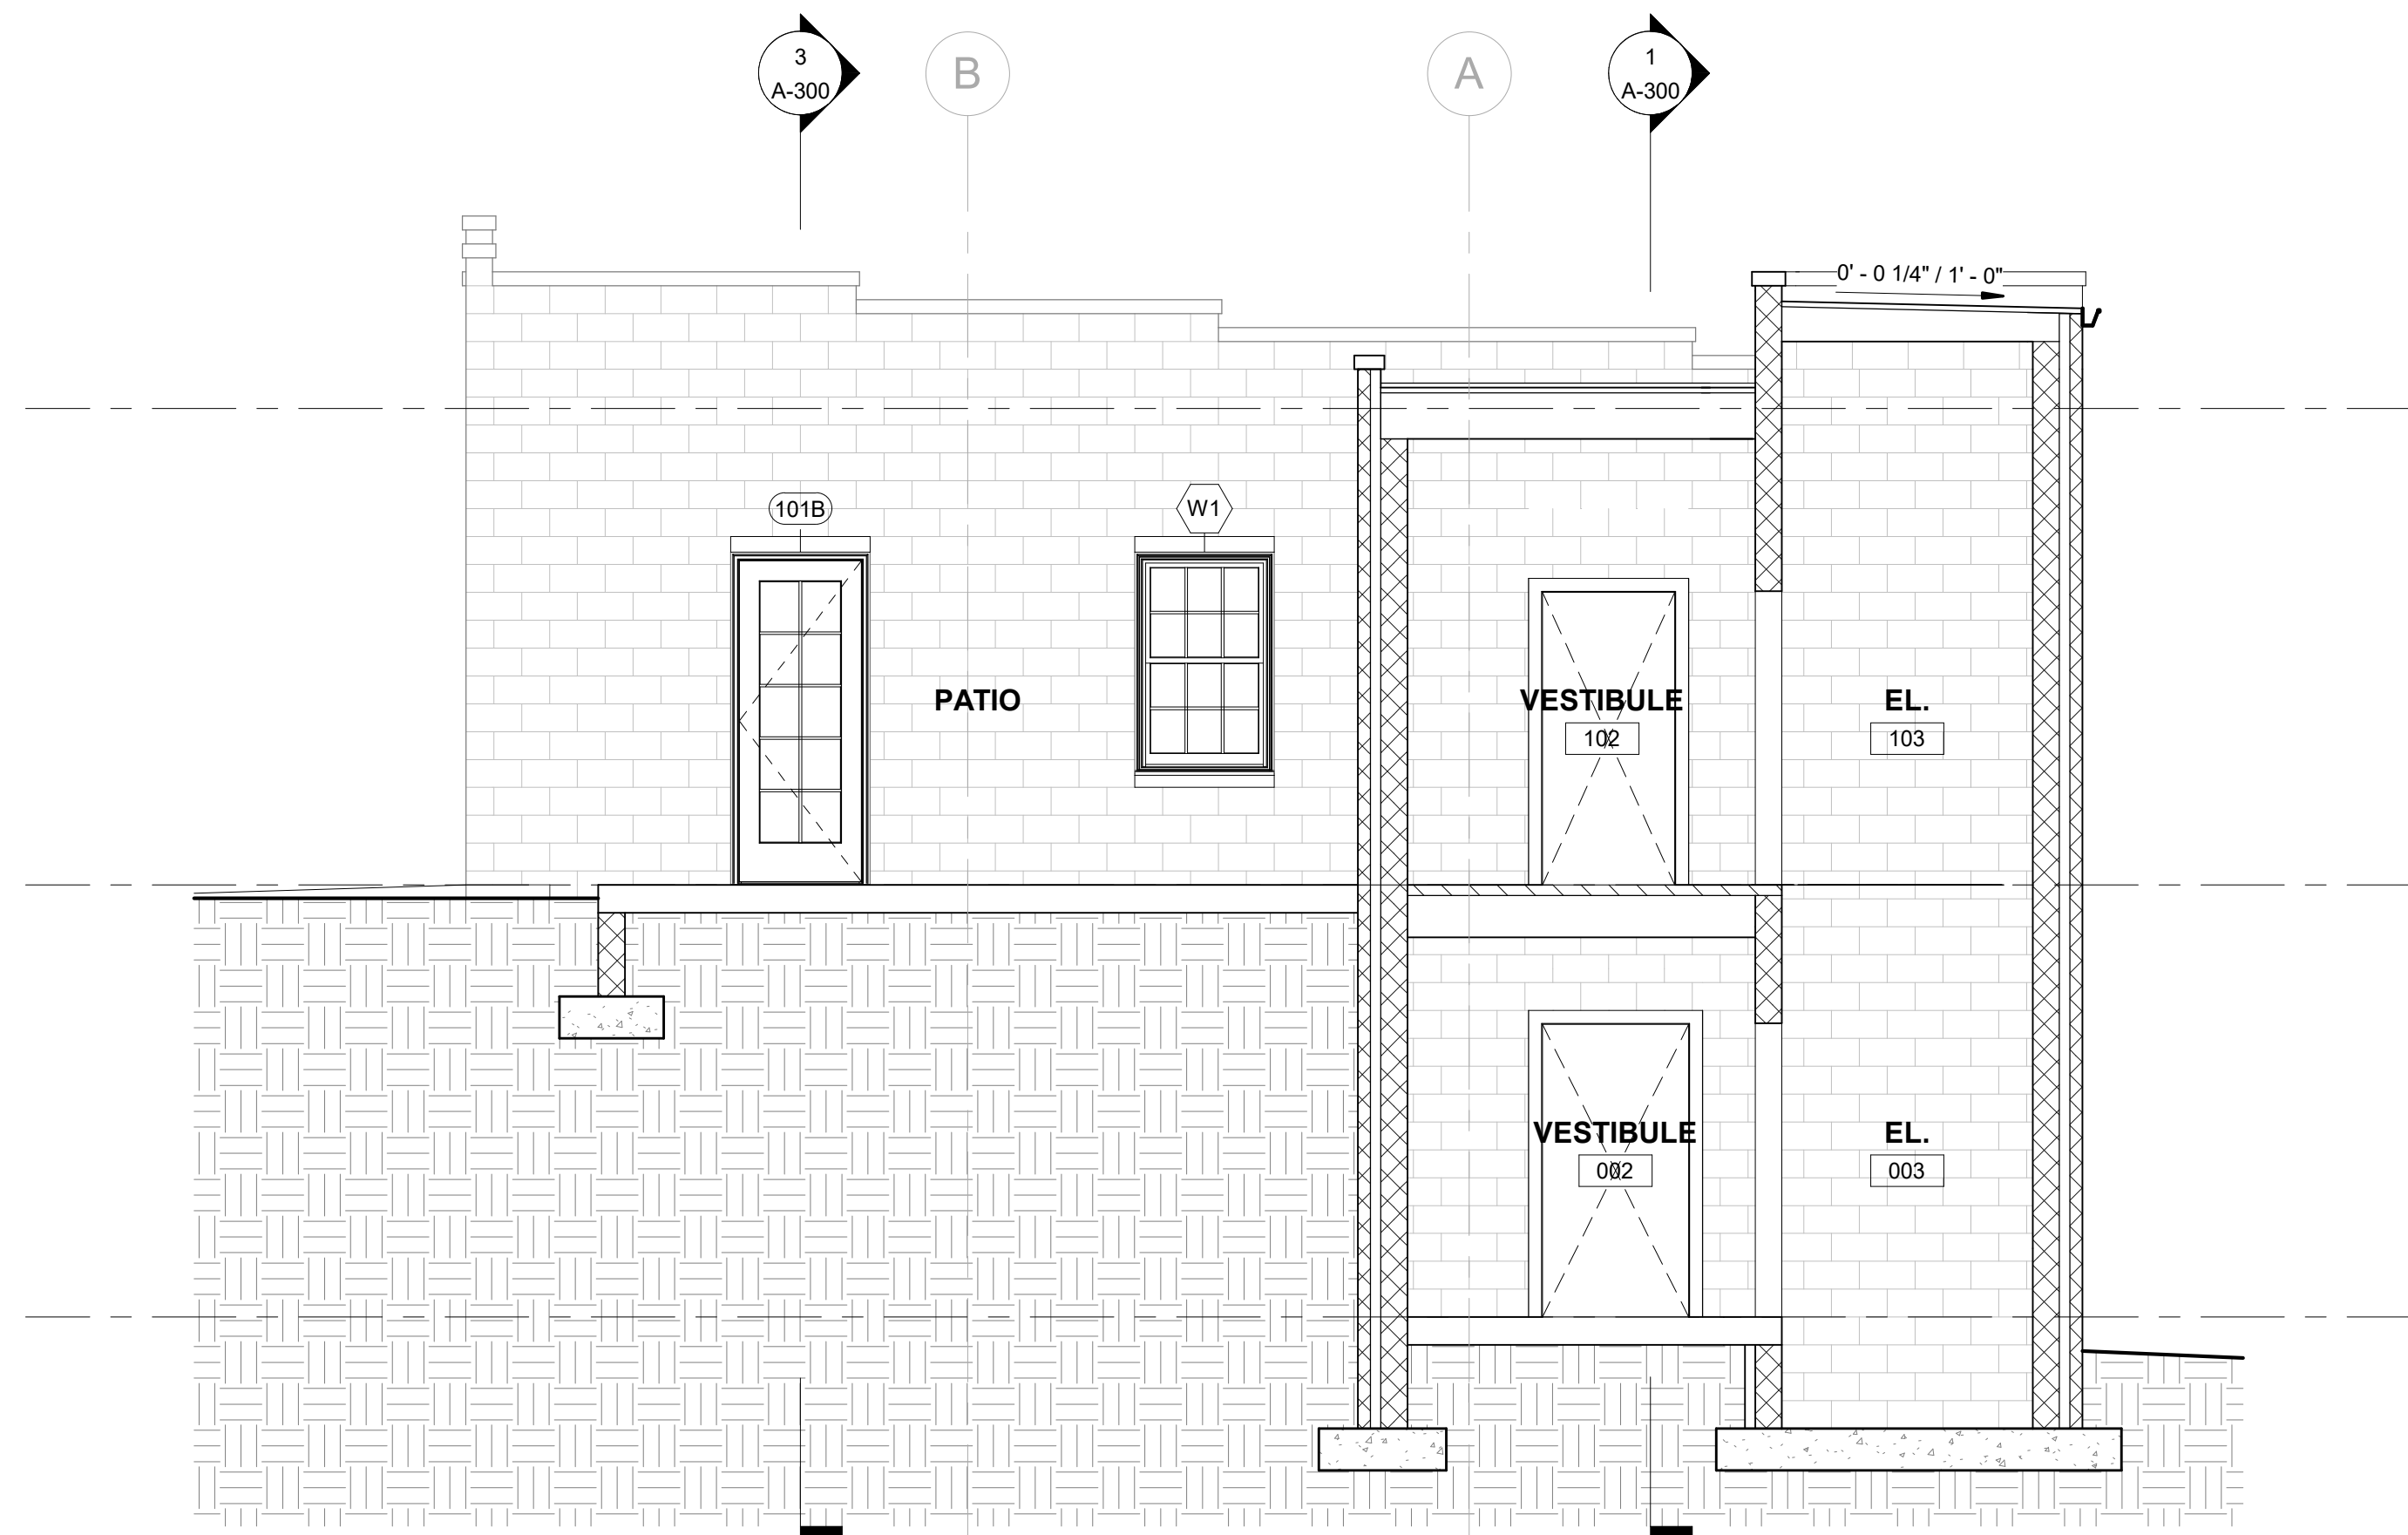 3
A-300
B
A
1
A-300
0' - 0 1/4" / 1' - 0"
101B
W1
PATIO
VESTIBULE
102
EL.
103
VESTIBULE
002
EL.
003